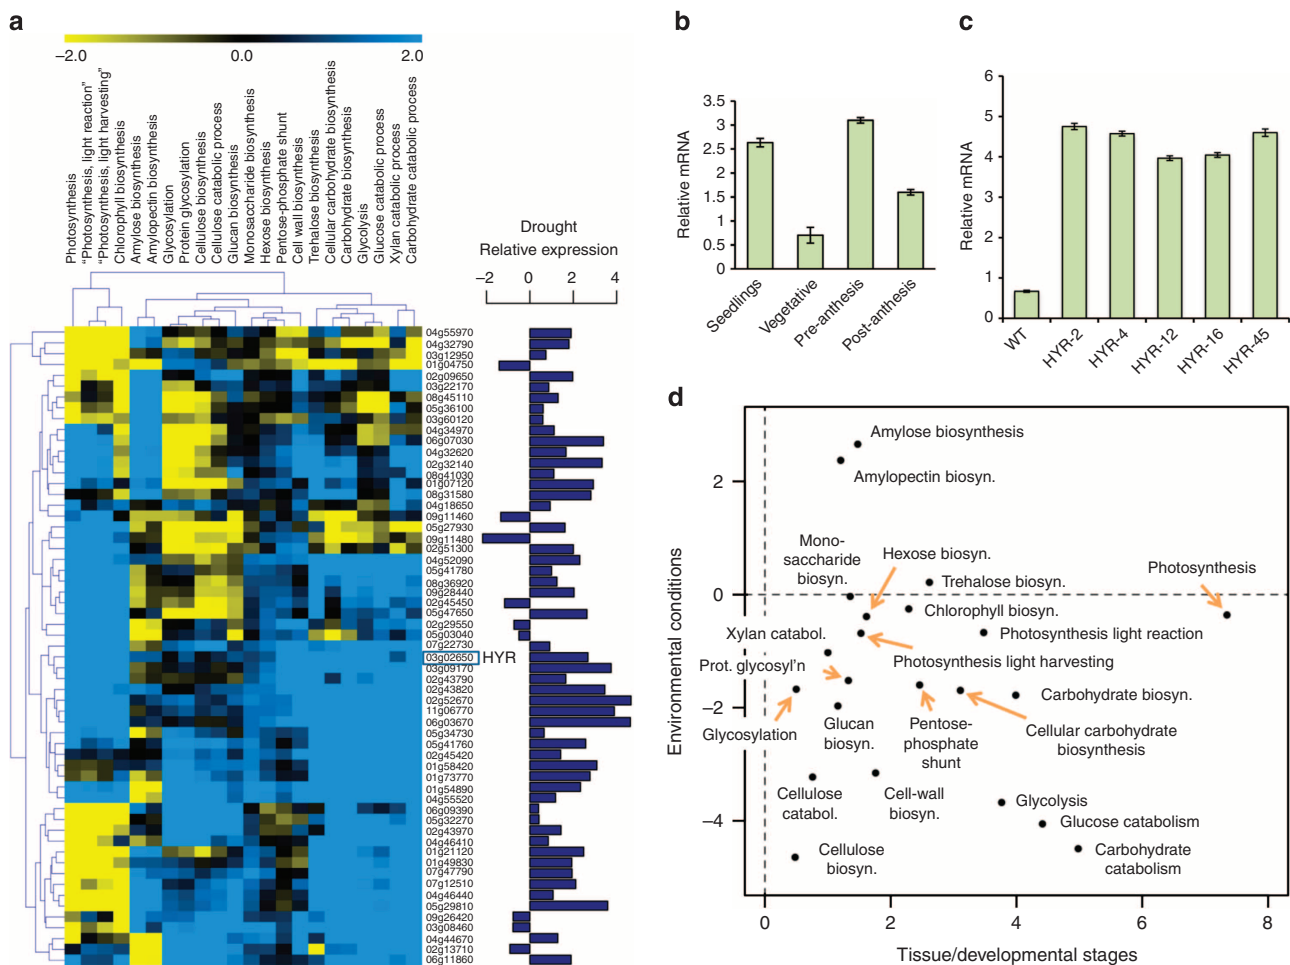 a
−2.0 0.0 2.0
Photosynthesis
“Photosynthesis, light reaction”
“Photosynthesis, light harvesting”
Chlorophyll biosynthesis
Amylose biosynthesis
Amylopectin biosynthesis
Glycosylation
Protein glycosylation
Cellulose biosynthesis
Cellulose catabolic process
Glucan biosynthesis
Monosaccharide biosynthesis
Hexose biosynthesis
Pentose-phosphate shunt
Cell wall biosynthesis
Trehalose biosynthesis
Cellular carbohydrate biosynthesis
Carbohydrate biosynthesis
Glycolysis
Glucose catabolic process
Xylan catabolic process
Carbohydrate catabolic process
Drought
Relative expression
−2 0 2 4
04g55970
04g32790
03g12950
01g04750
02g09650
03g22170
08g45110
05g36100
03g60120
04g34970
06g07030
04g32620
02g32140
08g41030
01g07120
08g31580
04g18650
09g11460
05g27930
09g11480
02g51300
04g52090
05g41780
08g36920
09g28440
02g45450
05g47650
02g29550
05g03040
07g22730
03g02650 HYR
03g09170
02g43790
02g43820
02g52670
11g06770
06g03670
05g34730
05g41760
02g45420
01g58420
01g73770
01g54890
04g55520
06g09390
05g32270
02g43970
04g46410
01g21120
01g49830
07g47790
07g12510
04g46440
05g29810
09g26420
03g08460
04g44670
02g13710
06g11860
b
Relative mRNA
3.5
3
2.5
2
1.5
1
0.5
0
Seedlings
Vegetative
Pre-anthesis
Post-anthesis
c
Relative mRNA
6
5
4
3
2
1
0
WT
HYR-2
HYR-4
HYR-12
HYR-16
HYR-45
d
Environmental conditions
2
0
−2
−4
Amylose biosynthesis
Amylopectin biosyn.
Mono-
saccharide
biosyn.
Hexose biosyn.
Trehalose biosyn.
Photosynthesis
Chlorophyll biosyn.
Xylan catabol.
Photosynthesis light reaction
Prot. glycosyl’n
Photosynthesis light harvesting
Carbohydrate biosyn.
Glycosylation
Glucan
biosyn.
Pentose-
phosphate
shunt
Cellular carbohydrate
biosynthesis
Cellulose
catabol.
Cell-wall
biosyn.
Glycolysis
Glucose catabolism
Cellulose
biosyn.
Carbohydrate
catabolism
0 2 4 6 8
Tissue/developmental stages